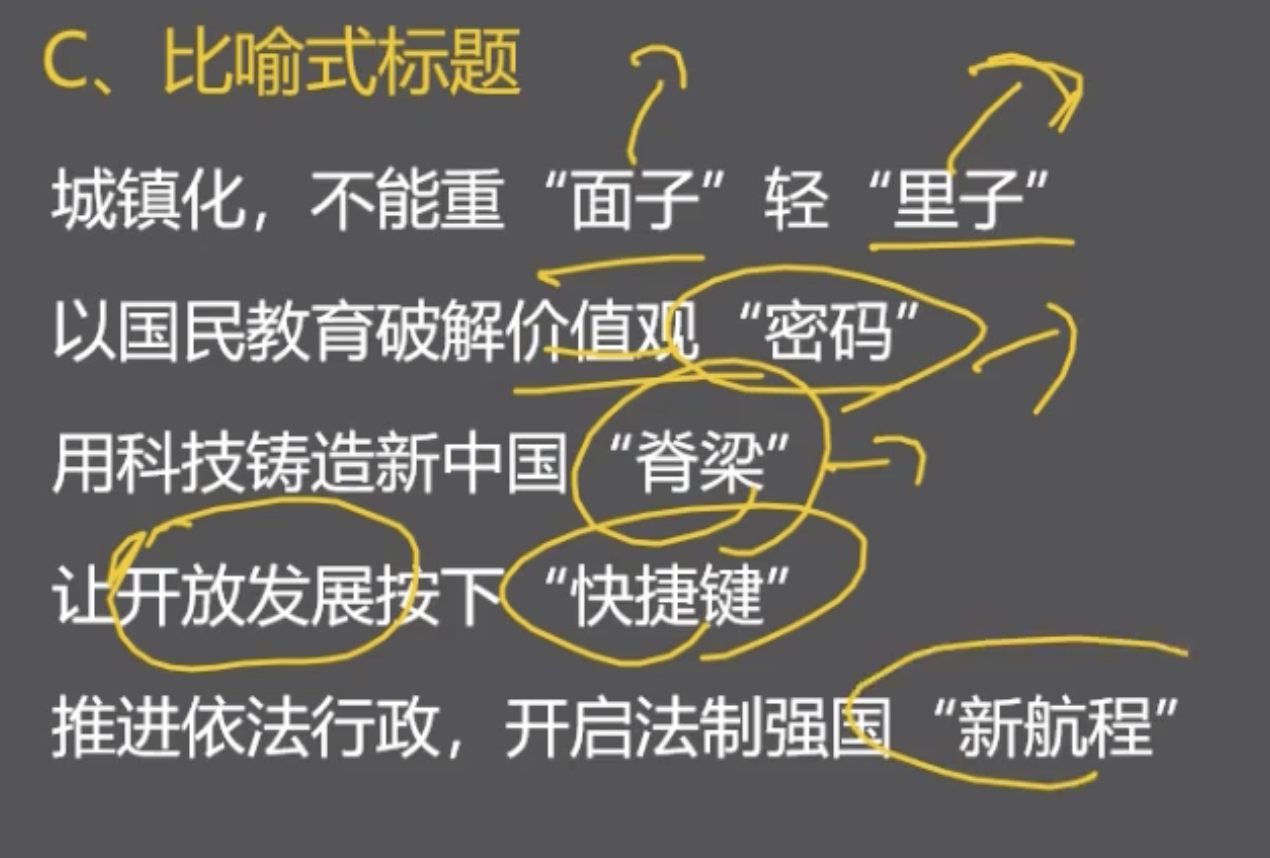 C、比喻式标题
城镇化，不能重“面子”轻“里子”
以国民教育破解价值观“密码”
用科技铸造新中国“脊梁”
让开放发展按下“快捷键”
推进依法行政，开启法制强国“新航程”